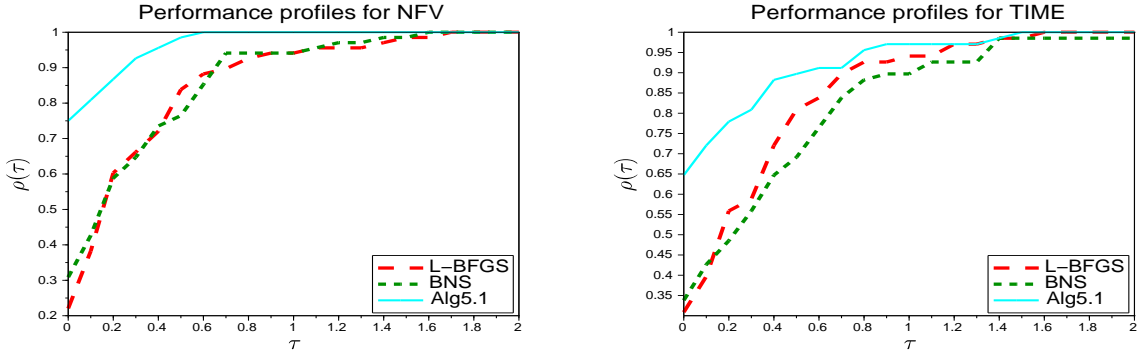 Performance profiles for NFV
1
0.9
0.8
0.7
0.6
0.5
0.4
0.3
0.2
ρ(τ)
0 0.2 0.4 0.6 0.8 1 1.2 1.4 1.6 1.8 2
τ
L-BFGS
BNS
Alg5.1
Performance profiles for TIME
1
0.95
0.9
0.85
0.8
0.75
0.7
0.65
0.6
0.55
0.5
0.45
0.4
0.35
ρ(τ)
0 0.2 0.4 0.6 0.8 1 1.2 1.4 1.6 1.8 2
τ
L-BFGS
BNS
Alg5.1